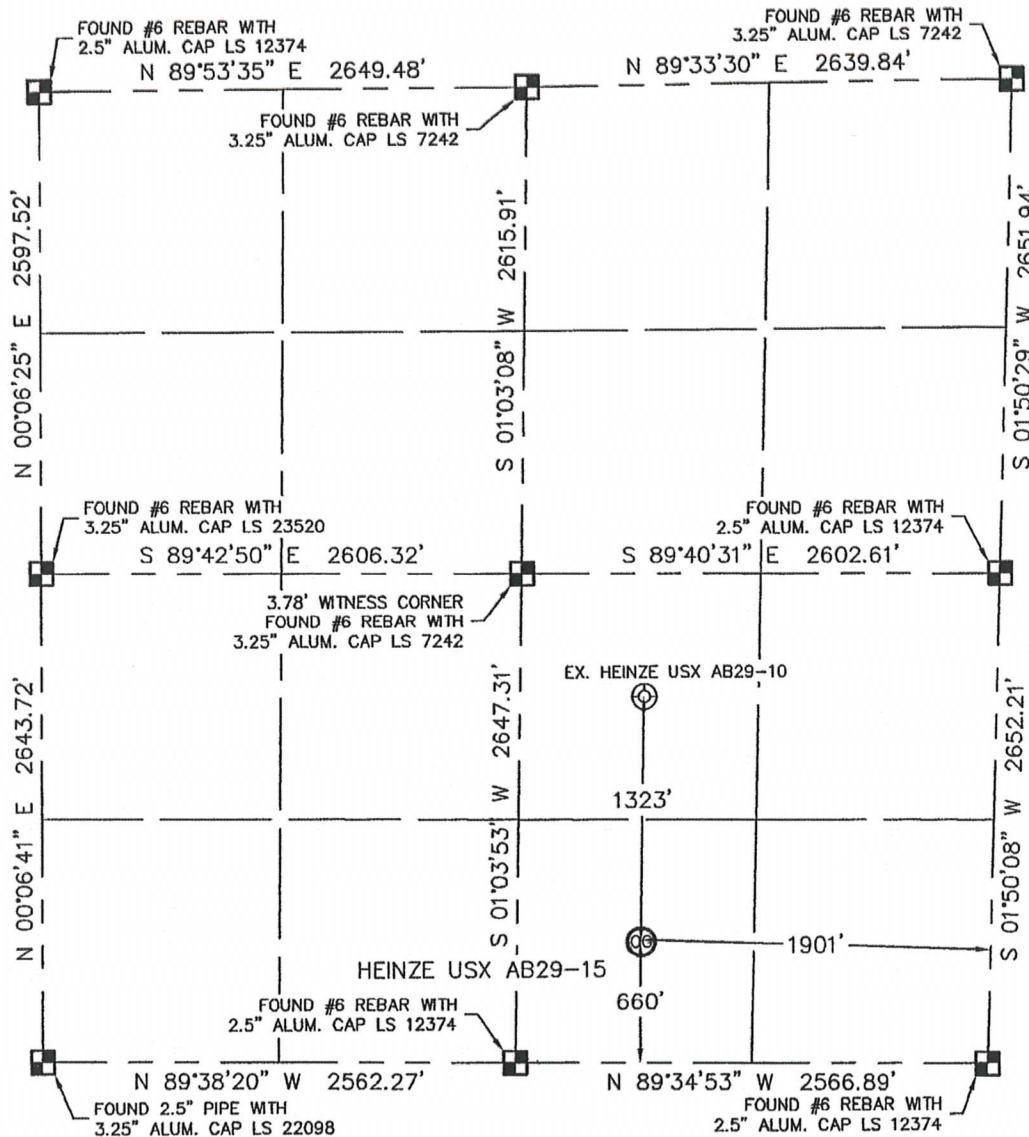 FOUND #6 REBAR WITH
2.5" ALUM. CAP LS 12374
N 89°53'35" E 2649.48'
FOUND #6 REBAR WITH
3.25" ALUM. CAP LS 7242
FOUND #6 REBAR WITH
3.25" ALUM. CAP LS 7242
N 89°33'30" E 2639.84'
N 00°06'25" E 2597.52'
S 01°03'08" W 2615.91'
S 01°50'29" W 2651.94'
FOUND #6 REBAR WITH
3.25" ALUM. CAP LS 23520
S 89°42'50" E 2606.32'
3.78' WITNESS CORNER
FOUND #6 REBAR WITH
3.25" ALUM. CAP LS 7242
FOUND #6 REBAR WITH
2.5" ALUM. CAP LS 12374
S 89°40'31" E 2602.61'
EX. HEINZE USX AB29-10
N 00°06'41" E 2643.72'
S 01°03'53" W 2647.31'
1323'
S 01°50'08" W 2652.21'
OG
1901'
HEINZE USX AB29-15
660'
FOUND #6 REBAR WITH
2.5" ALUM. CAP LS 12374
N 89°38'20" W 2562.27'
N 89°34'53" W 2566.89'
FOUND 2.5" PIPE WITH
3.25" ALUM. CAP LS 22098
FOUND #6 REBAR WITH
2.5" ALUM. CAP LS 12374